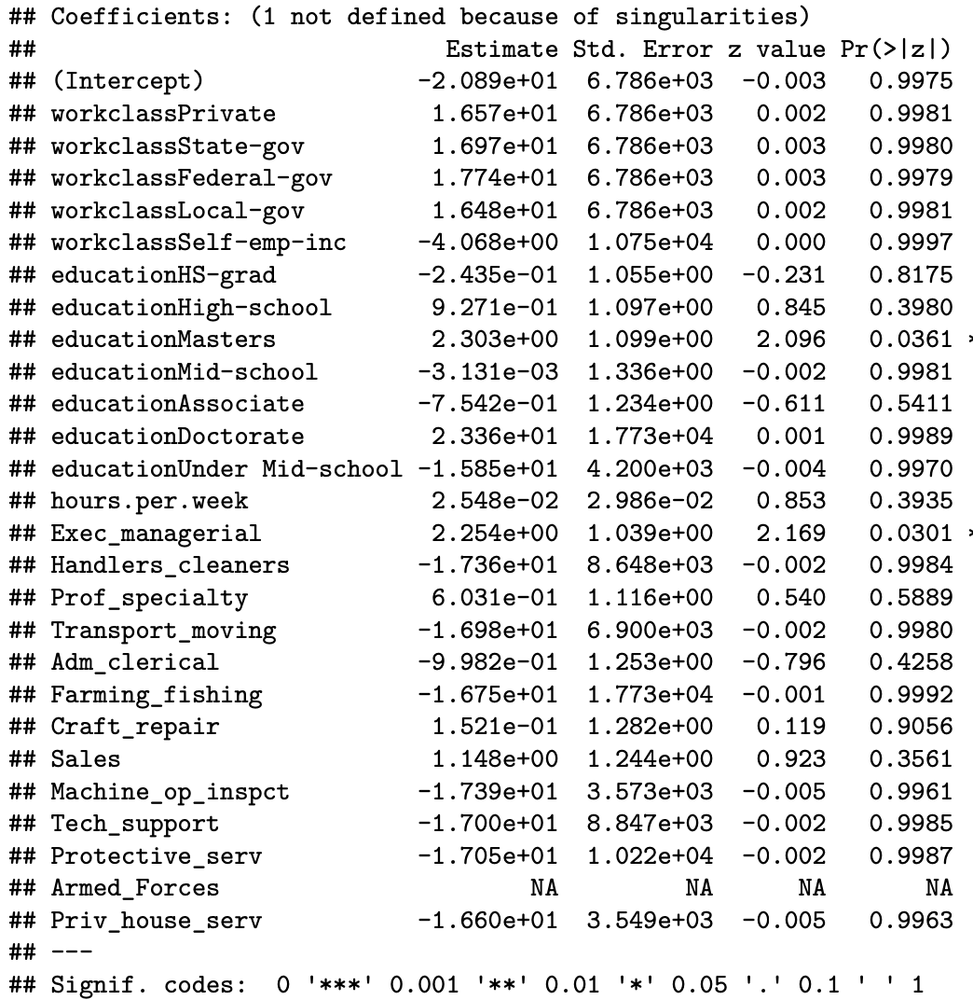 ## Coefficients: (1 not defined because of singularities)
## Estimate Std. Error z value Pr(>|z|)
## (Intercept) -2.089e+01 6.786e+03 -0.003 0.9975
## workclassPrivate 1.657e+01 6.786e+03 0.002 0.9981
## workclassState-gov 1.697e+01 6.786e+03 0.003 0.9980
## workclassFederal-gov 1.774e+01 6.786e+03 0.003 0.9979
## workclassLocal-gov 1.648e+01 6.786e+03 0.002 0.9981
## workclassSelf-emp-inc -4.068e+00 1.075e+04 0.000 0.9997
## educationHS-grad -2.435e-01 1.055e+00 -0.231 0.8175
## educationHigh-school 9.271e-01 1.097e+00 0.845 0.3980
## educationMasters 2.303e+00 1.099e+00 2.096 0.0361 *
## educationMid-school -3.131e-03 1.336e+00 -0.002 0.9981
## educationAssociate -7.542e-01 1.234e+00 -0.611 0.5411
## educationDoctorate 2.336e+01 1.773e+04 0.001 0.9989
## educationUnder Mid-school -1.585e+01 4.200e+03 -0.004 0.9970
## hours.per.week 2.548e-02 2.986e-02 0.853 0.3935
## Exec_managerial 2.254e+00 1.039e+00 2.169 0.0301 *
## Handlers_cleaners -1.736e+01 8.648e+03 -0.002 0.9984
## Prof_specialty 6.031e-01 1.116e+00 0.540 0.5889
## Transport_moving -1.698e+01 6.900e+03 -0.002 0.9980
## Adm_clerical -9.982e-01 1.253e+00 -0.796 0.4258
## Farming_fishing -1.675e+01 1.773e+04 -0.001 0.9992
## Craft_repair 1.521e-01 1.282e+00 0.119 0.9056
## Sales 1.148e+00 1.244e+00 0.923 0.3561
## Machine_op_inspct -1.739e+01 3.573e+03 -0.005 0.9961
## Tech_support -1.700e+01 8.847e+03 -0.002 0.9985
## Protective_serv -1.705e+01 1.022e+04 -0.002 0.9987
## Armed_Forces NA NA NA NA
## Priv_house_serv -1.660e+01 3.549e+03 -0.005 0.9963
## ---
## Signif. codes: 0 '***' 0.001 '**' 0.01 '*' 0.05 '.' 0.1 ' ' 1